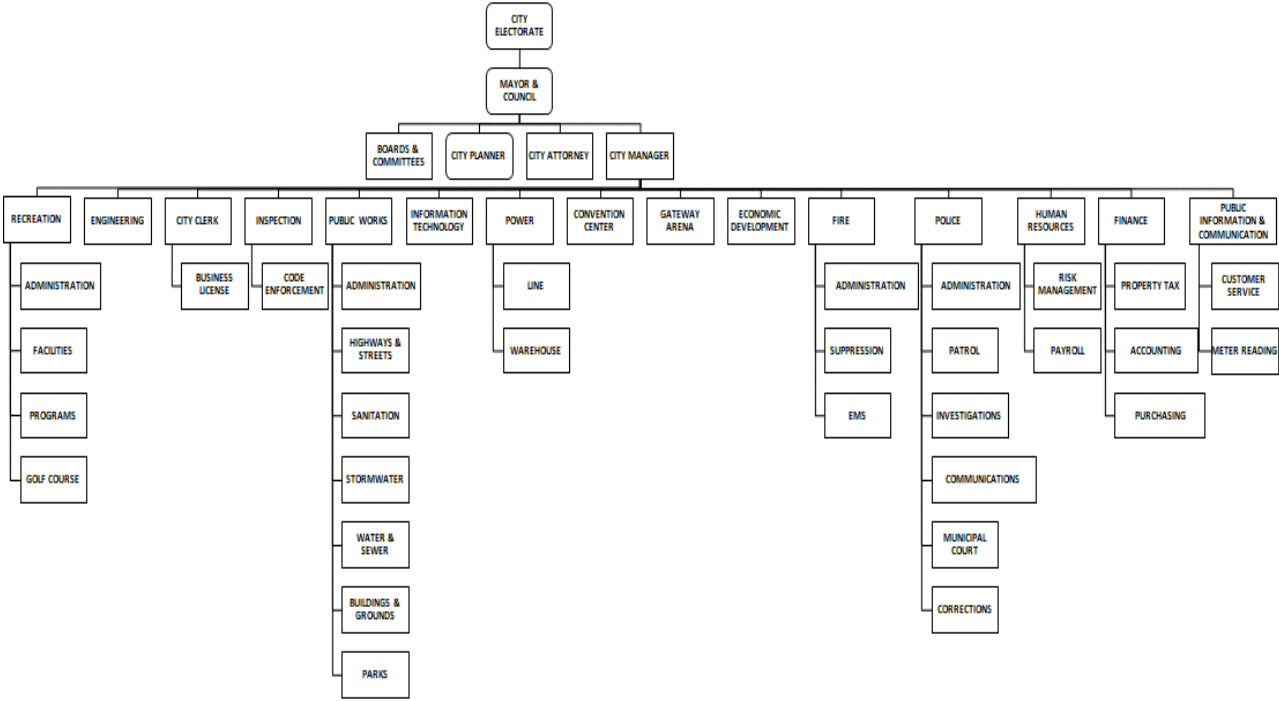 CITY
ELECTORATE
MAYOR &
COUNCIL
BOARDS &
COMMITTEES
CITY PLANNER
CITY ATTORNEY
CITY MANAGER
RECREATION
ENGINEERING
CITY CLERK
INSPECTION
PUBLIC WORKS
INFORMATION
TECHNOLOGY
POWER
CONVENTION
CENTER
GATEWAY
ARENA
ECONOMIC
DEVELOPMENT
FIRE
POLICE
HUMAN
RESOURCES
FINANCE
PUBLIC
INFORMATION &
COMMUNICATION
ADMINISTRATION
BUSINESS
LICENSE
CODE
ENFORCEMENT
ADMINISTRATION
LINE
ADMINISTRATION
ADMINISTRATION
RISK
MANAGEMENT
PROPERTY TAX
CUSTOMER
SERVICE
FACILITIES
HIGHWAYS &
STREETS
WAREHOUSE
SUPPRESSION
PATROL
PAYROLL
ACCOUNTING
METER READING
PROGRAMS
SANITATION
EMS
INVESTIGATIONS
PURCHASING
GOLF COURSE
STORMWATER
COMMUNICATIONS
WATER &
SEWER
MUNICIPAL
COURT
BUILDINGS &
GROUNDS
CORRECTIONS
PARKS